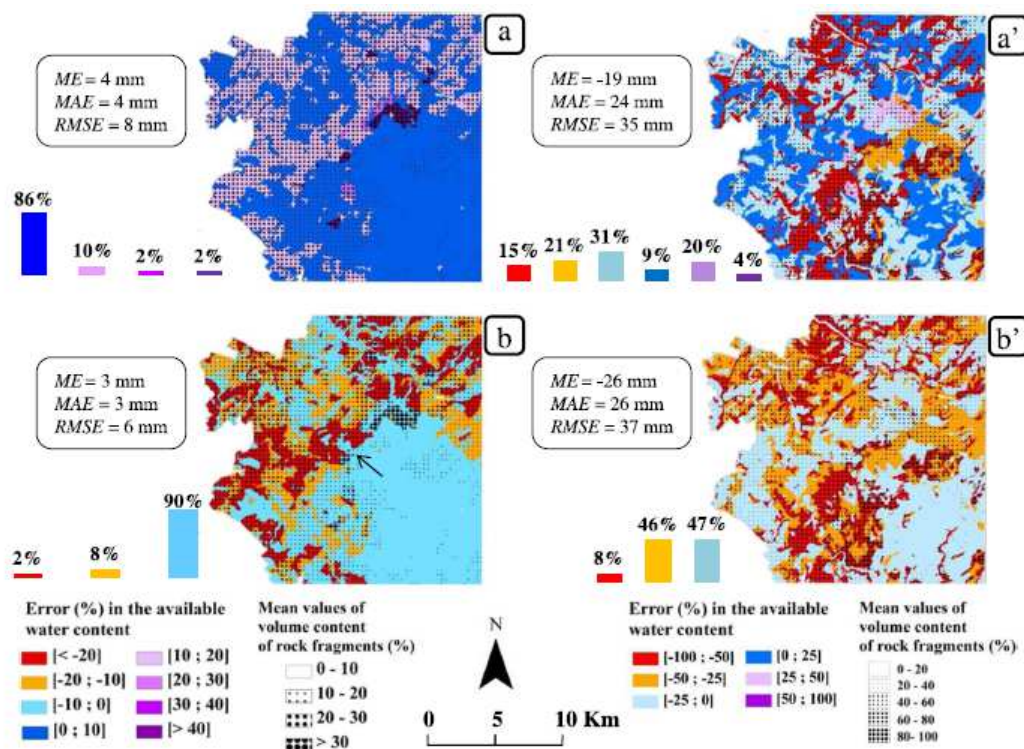 a
ME = 4 mm
MAE = 4 mm
RMSE = 8 mm
86%
10%
2%
2%
a'
ME = -19 mm
MAE = 24 mm
RMSE = 35 mm
15%
21%
31%
9%
20%
4%
b
ME = 3 mm
MAE = 3 mm
RMSE = 6 mm
2%
8%
90%
b'
ME = -26 mm
MAE = 26 mm
RMSE = 37 mm
8%
46%
47%
Error (%) in the available
water content
[< -20]
[-20 ; -10]
[-10 ; 0]
[0 ; 10]
[10 ; 20]
[20 ; 30]
[30 ; 40]
[> 40]
Mean values of
volume content
of rock fragments (%)
0 - 10
10 - 20
20 - 30
> 30
N
0 5 10 Km
Error (%) in the available
water content
[-100 ; -50]
[-50 ; -25]
[-25 ; 0]
[0 ; 25]
[25 ; 50]
[50 ; 100]
Mean values of
volume content
of rock fragments (%)
0 - 20
20 - 40
40 - 60
60 - 80
80- 100